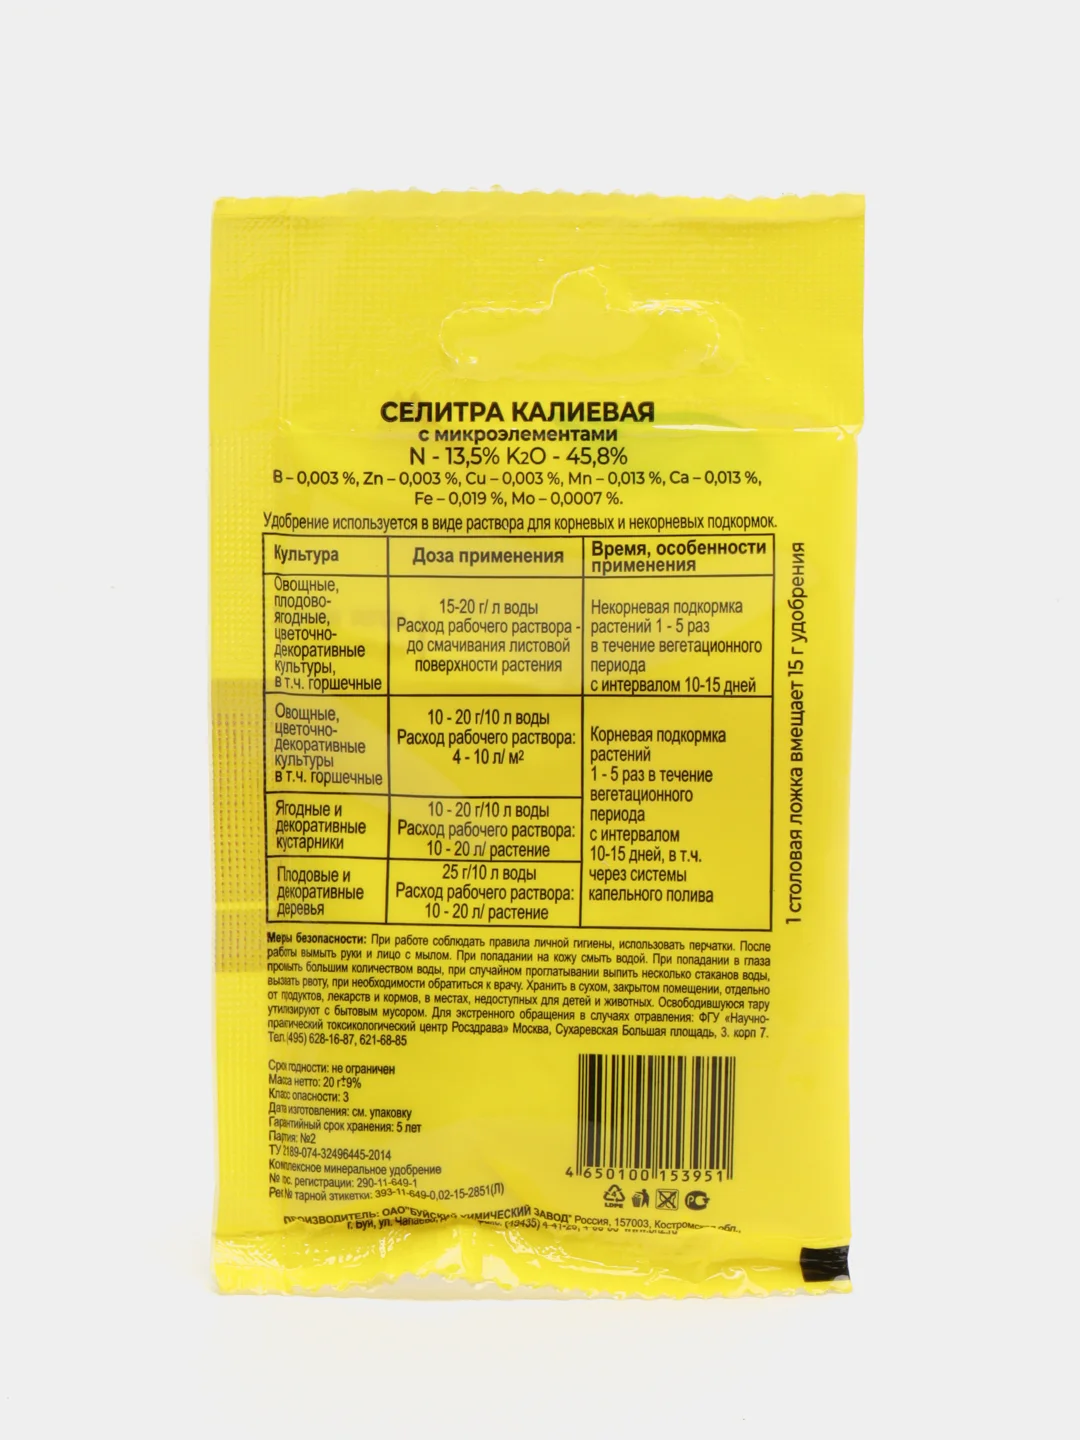 СЕЛИТРА КАЛИЕВАЯ
с микроэлементами
N - 13,5% K2O - 45,8%
B – 0,003 %, Zn – 0,003 %, Cu – 0,003 %, Mn – 0,013 %, Ca – 0,013 %,
Fe – 0,019 %, Mo – 0,0007 %.
Удобрение используется в виде раствора для корневых и некорневых подкормок.
Культура
Доза применения
Время, особенности
применения
Овощные,
плодово-
ягодные,
цветочно-
декоративные
культуры,
в т.ч. горшечные
15-20 г/ л воды
Расход рабочего раствора -
до смачивания листовой
поверхности растения
Некорневая подкормка
растений 1 - 5 раз
в течение вегетационного
периода
с интервалом 10-15 дней
Овощные,
цветочно-
декоративные
культуры
в т.ч. горшечные
10 - 20 г/10 л воды
Расход рабочего раствора:
4 - 10 л/ м²
Корневая подкормка
растений
1 - 5 раз в течение
вегетационного
периода
с интервалом
10-15 дней, в т.ч.
через системы
капельного полива
Ягодные и
декоративные
кустарники
10 - 20 г/10 л воды
Расход рабочего раствора:
10 - 20 л/ растение
Плодовые и
декоративные
деревья
25 г/10 л воды
Расход рабочего раствора:
10 - 20 л/ растение
1 столовая ложка вмещает 15 г удобрения
Меры безопасности: При работе соблюдать правила личной гигиены, использовать перчатки. После
работы вымыть руки и лицо с мылом. При попадании на кожу смыть водой. При попадании в глаза
промыть большим количеством воды, при случайном проглатывании выпить несколько стаканов воды,
вызвать рвоту, при необходимости обратиться к врачу. Хранить в сухом, закрытом помещении, отдельно
от продуктов, лекарств и кормов, в местах, недоступных для детей и животных. Освободившуюся тару
утилизируют с бытовым мусором. Для экстренного обращения в случаях отравления: ФГУ «Научно-
практический токсикологический центр Росздрава» Москва, Сухаревская Большая площадь, 3. корп 7.
Тел.(495) 628-16-87, 621-68-85
Срок годности: не ограничен
Масса нетто: 20 г±9%
Класс опасности: 3
Дата изготовления: см. упаковку
Гарантийный срок хранения: 5 лет
Партия: №2
ТУ 2189-074-32496445-2014
Комплексное минеральное удобрение
№ гос. регистрации: 290-11-649-1
Рег№ тарной этикетки: 393-11-649-0,02-15-2851(Л)
4 650100 153951
4
LDPE
РСТ
ПРОИЗВОДИТЕЛЬ: ОАО"БУЙСКИЙ ХИМИЧЕСКИЙ ЗАВОД" Россия, 157003, Костромская обл.,
г. Буй, ул. Чапаева,